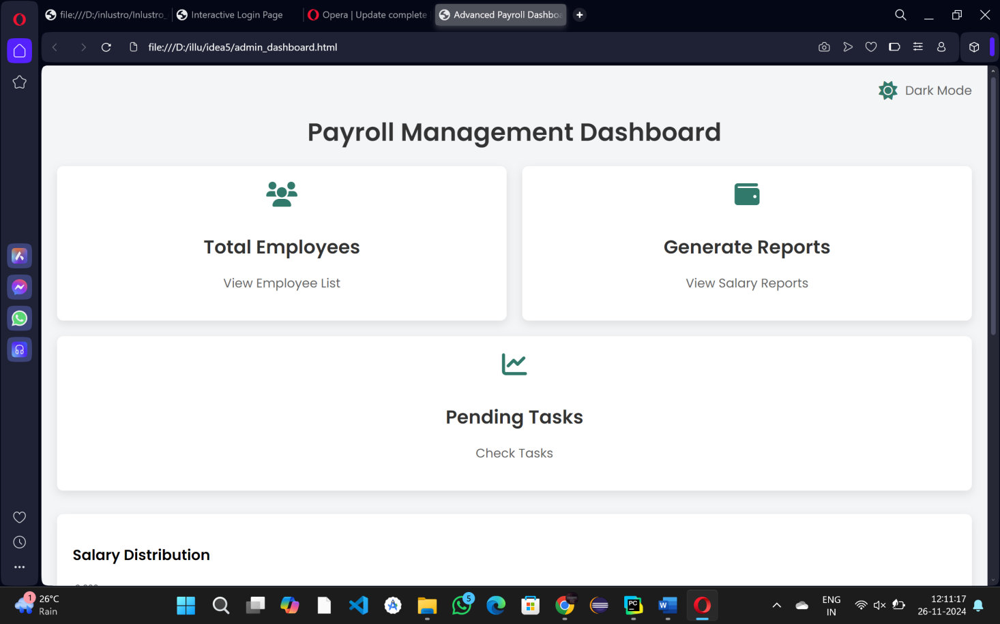 file:///D:/inlustro/Inlustro_
Interactive Login Page
Opera | Update complete
Advanced Payroll Dashboa
file:///D:/illu/idea5/admin_dashboard.html
Dark Mode
Payroll Management Dashboard
Total Employees
View Employee List
Generate Reports
View Salary Reports
Pending Tasks
Check Tasks
Salary Distribution
1
26°C
Rain
5
PC
W
ENG
IN
12:11:17
26-11-2024